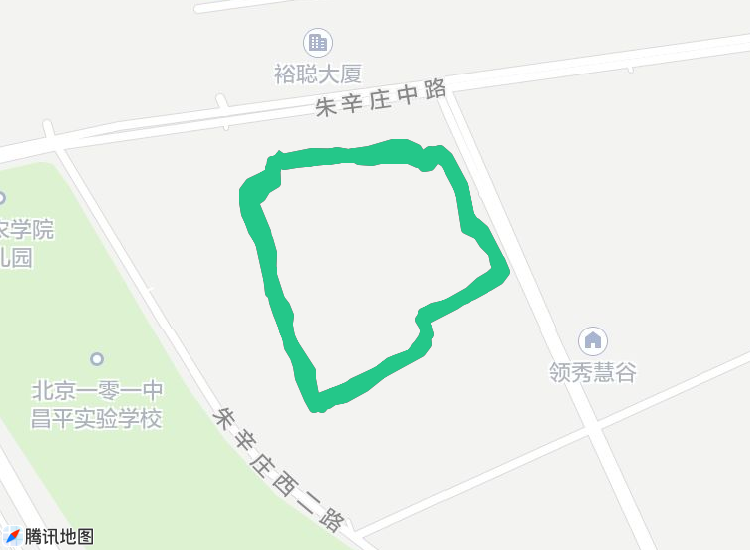 裕聪大厦
朱辛庄中路
农学院
儿园
领秀慧谷
北京一零一中
昌平实验学校
朱辛庄西二路
腾讯地图